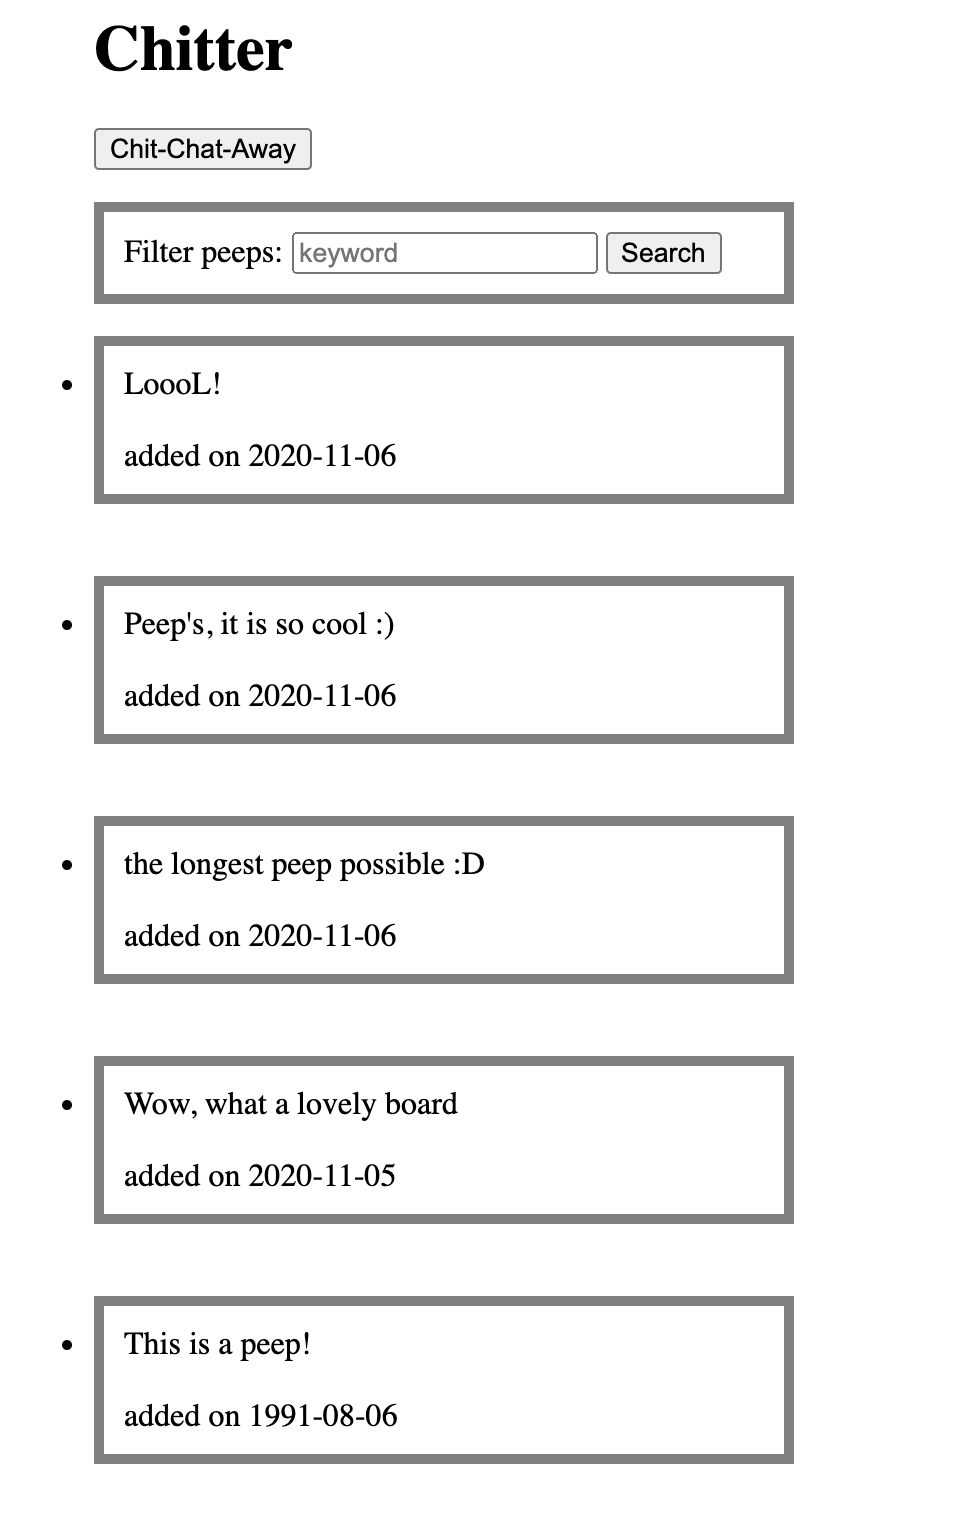 Chitter
Chit-Chat-Away
Filter peeps: keyword Search
LoooL!
added on 2020-11-06
Peep's, it is so cool :)
added on 2020-11-06
the longest peep possible :D
added on 2020-11-06
Wow, what a lovely board
added on 2020-11-05
This is a peep!
added on 1991-08-06